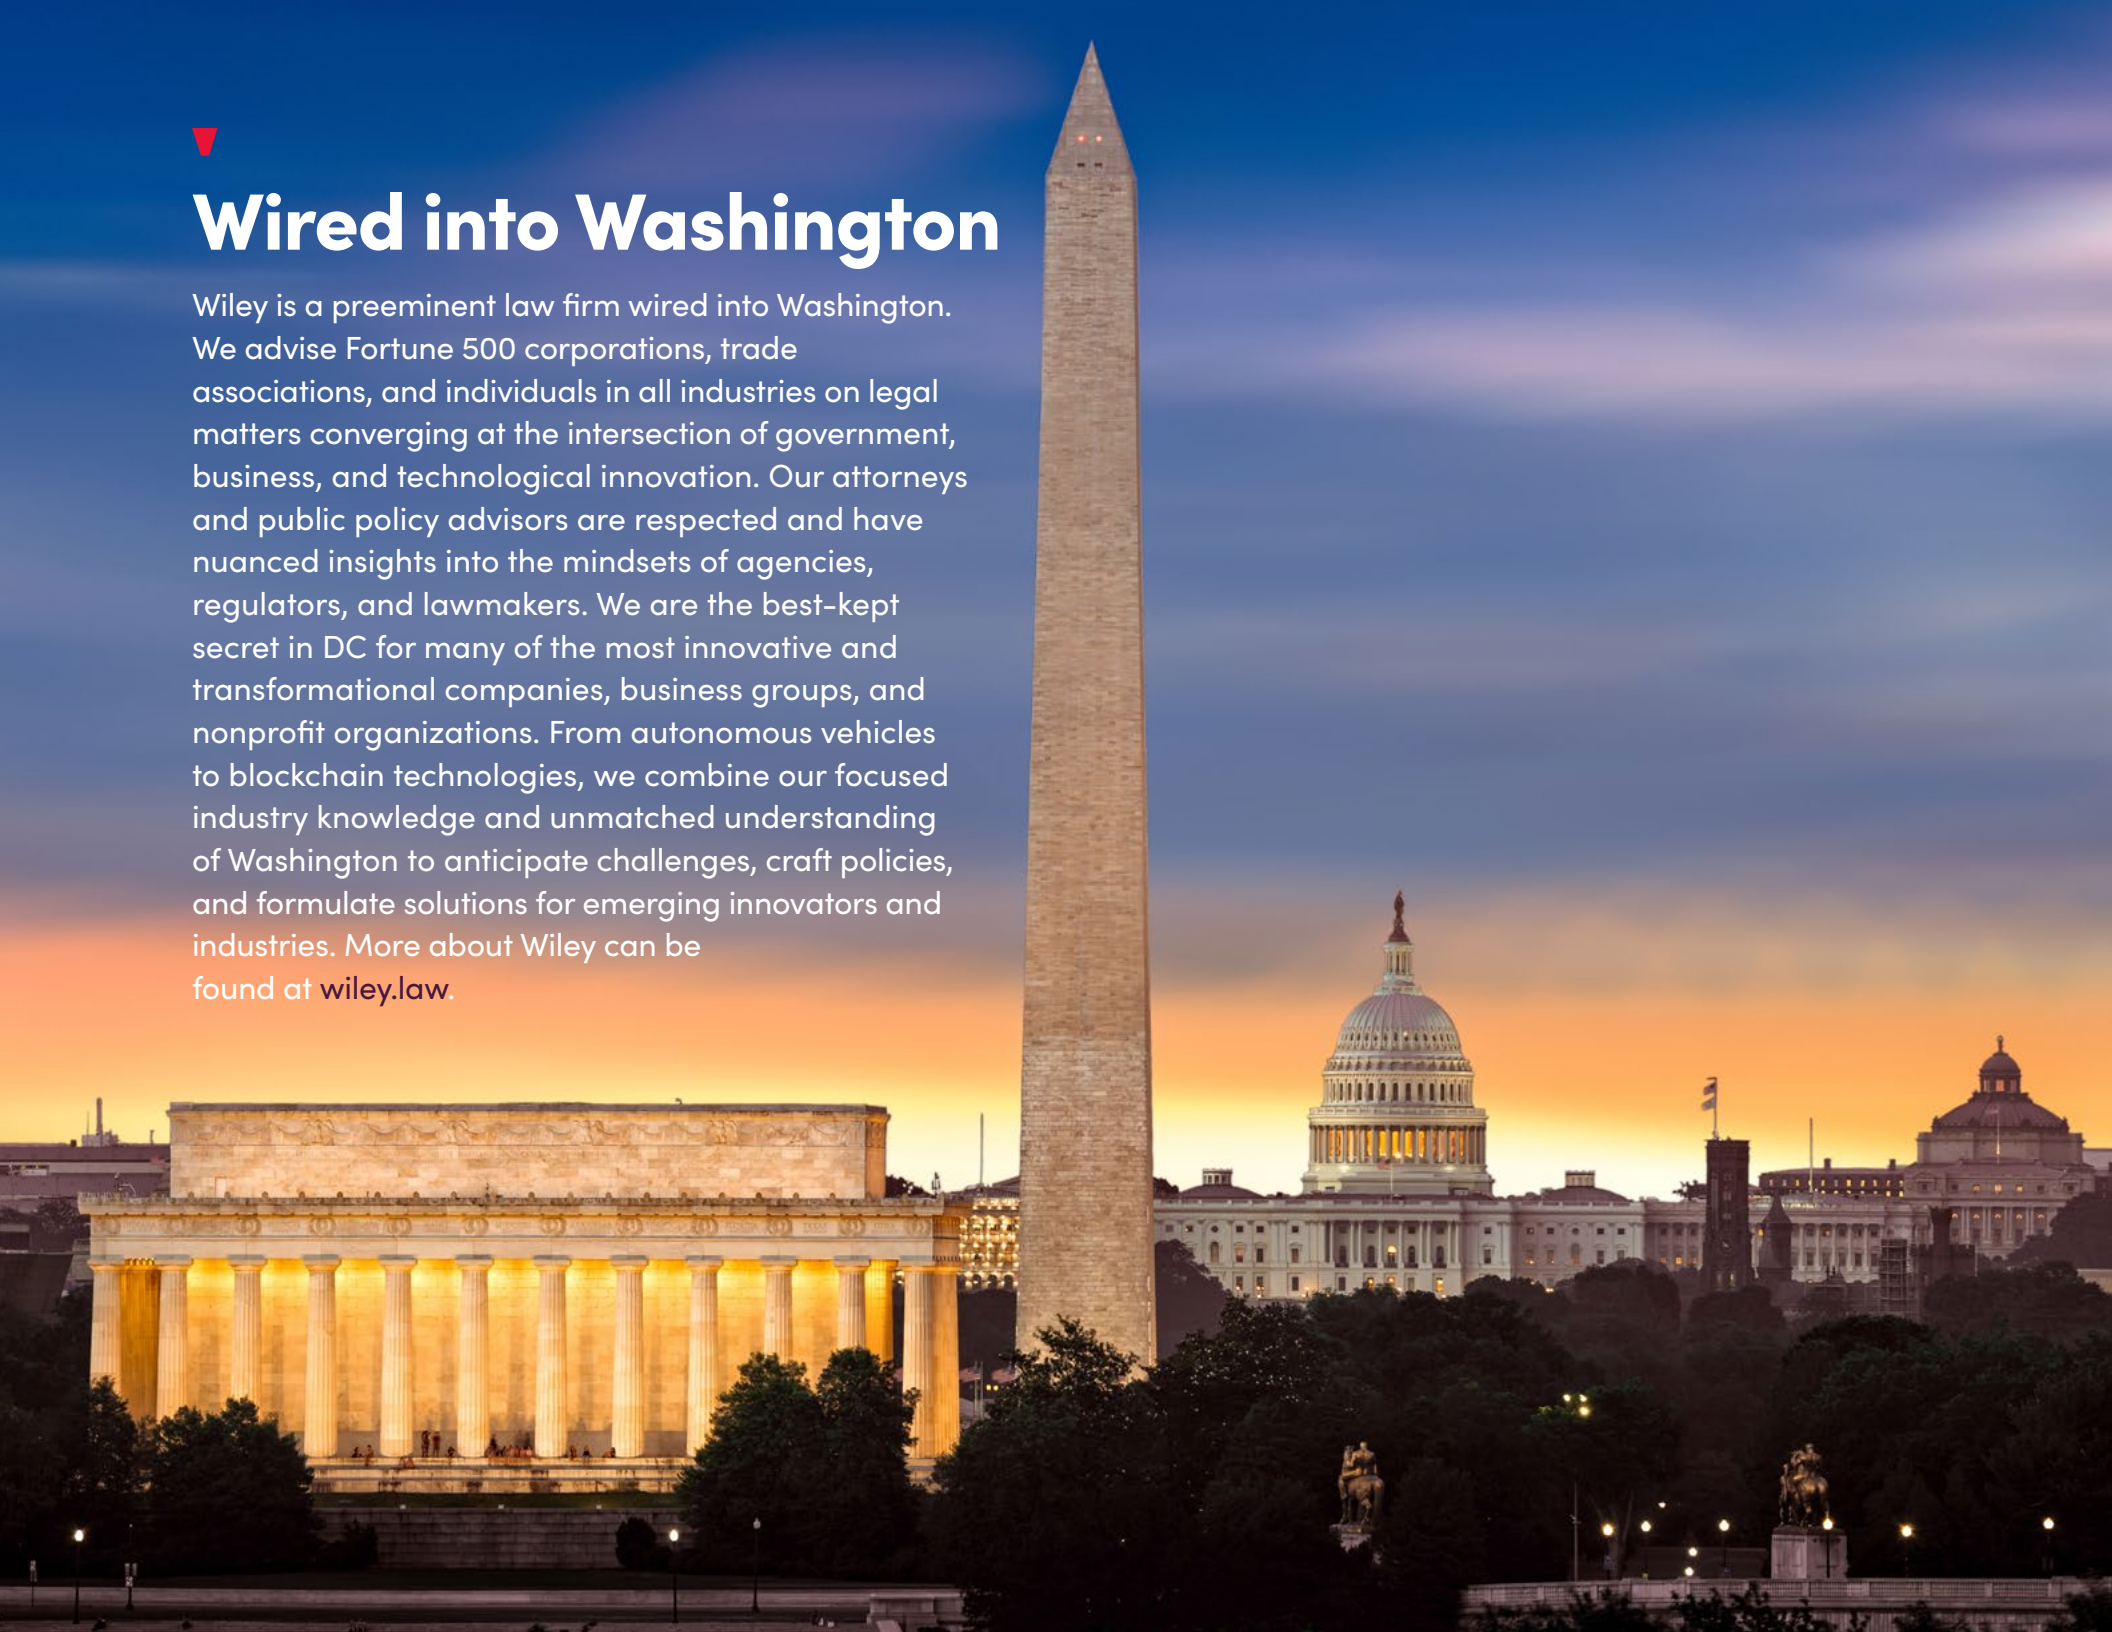 Wired into Washington
Wiley is a preeminent law firm wired into Washington.
We advise Fortune 500 corporations, trade
associations, and individuals in all industries on legal
matters converging at the intersection of government,
business, and technological innovation. Our attorneys
and public policy advisors are respected and have
nuanced insights into the mindsets of agencies,
regulators, and lawmakers. We are the best-kept
secret in DC for many of the most innovative and
transformational companies, business groups, and
nonprofit organizations. From autonomous vehicles
to blockchain technologies, we combine our focused
industry knowledge and unmatched understanding
of Washington to anticipate challenges, craft policies,
and formulate solutions for emerging innovators and
industries. More about Wiley can be
found at wiley.law.